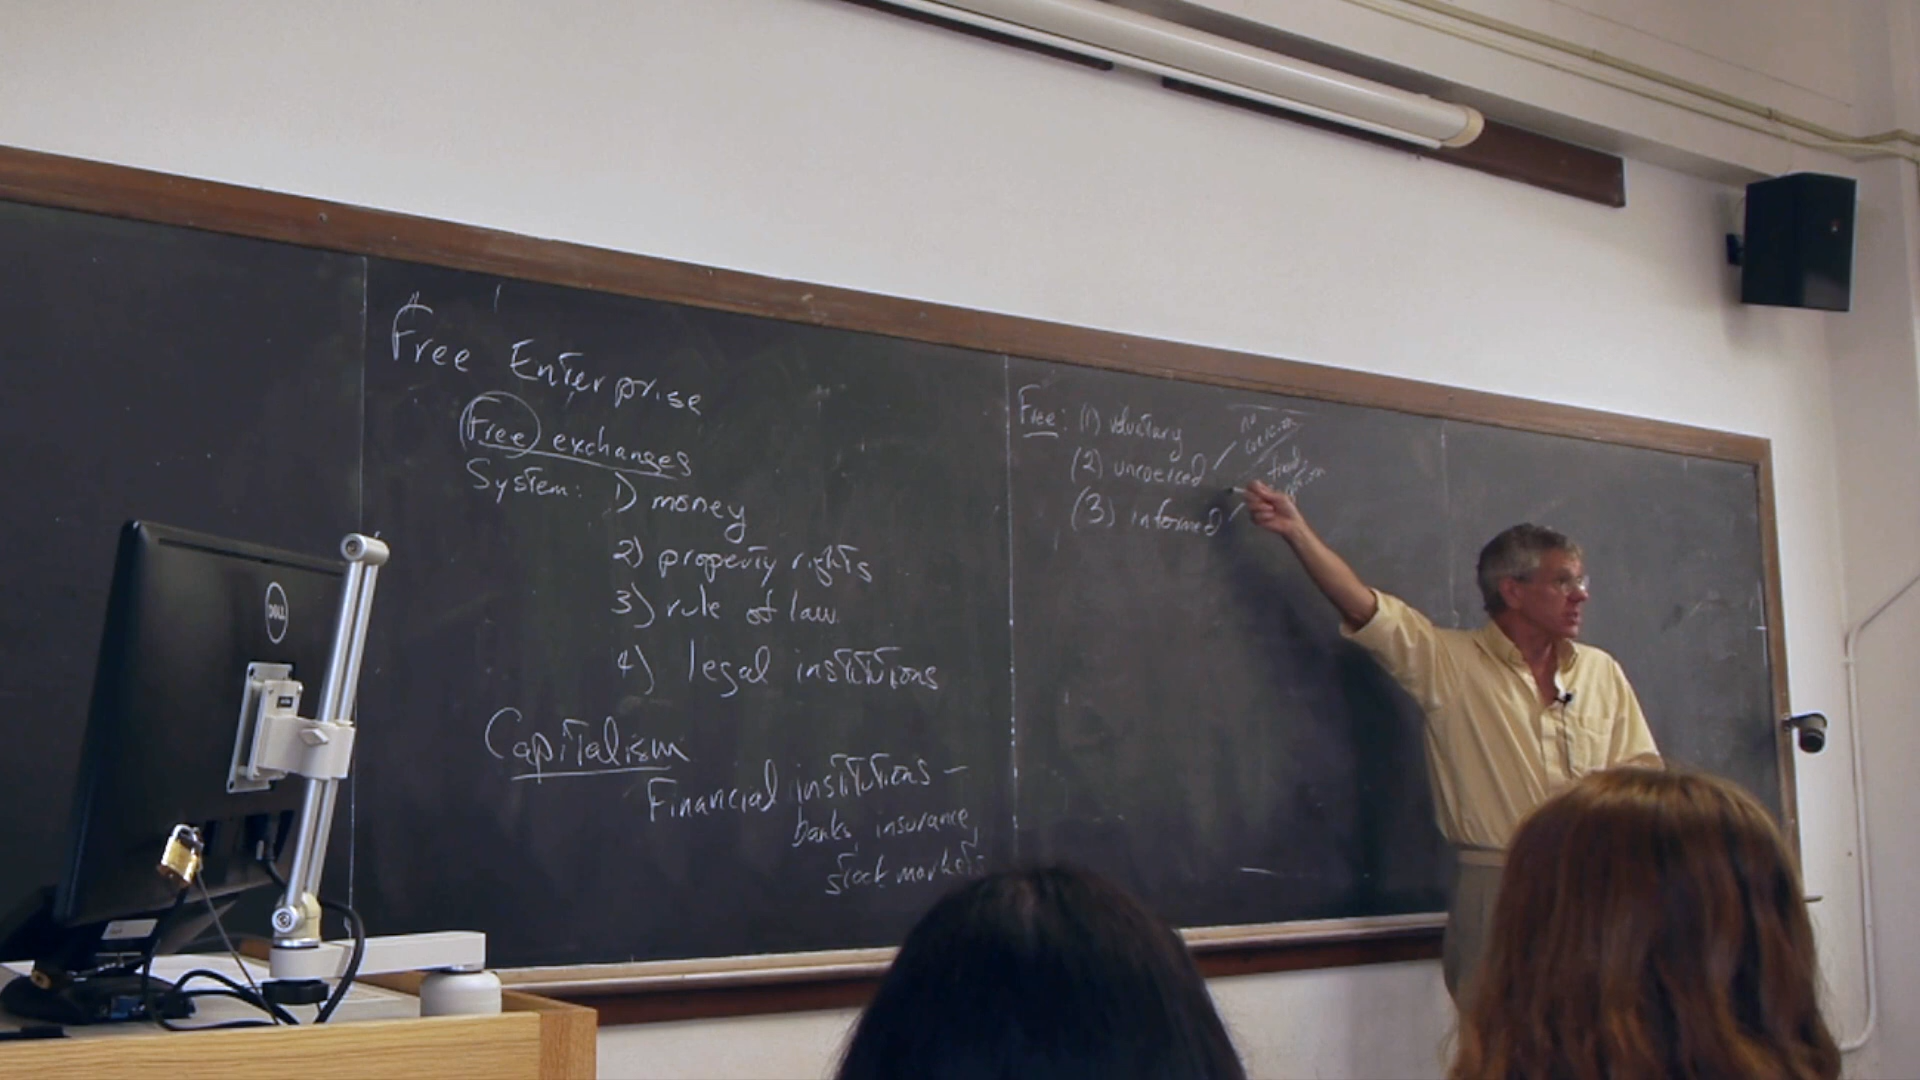 Free Enterprise
Free exchanges
System: 1) money
2) property rights
3) rule of law
4) legal institutions
Capitalism
Financial institutions –
banks, insurance,
stock markets
Free: (1) voluntary
(2) uncoerced
(3) informed
no
coercion
DELL